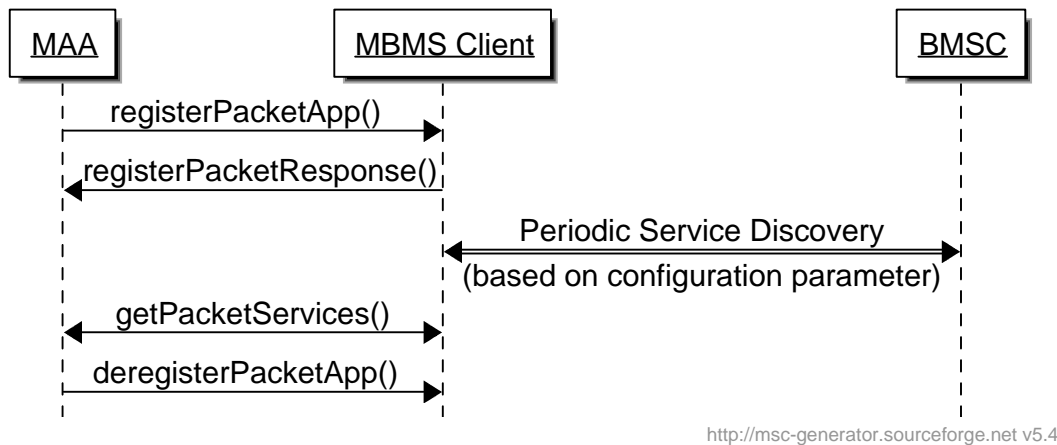 MAA
MBMS Client
BMSC
registerPacketApp()
registerPacketResponse()
Periodic Service Discovery
(based on configuration parameter)
getPacketServices()
deregisterPacketApp()
http://msc-generator.sourceforge.net v5.4